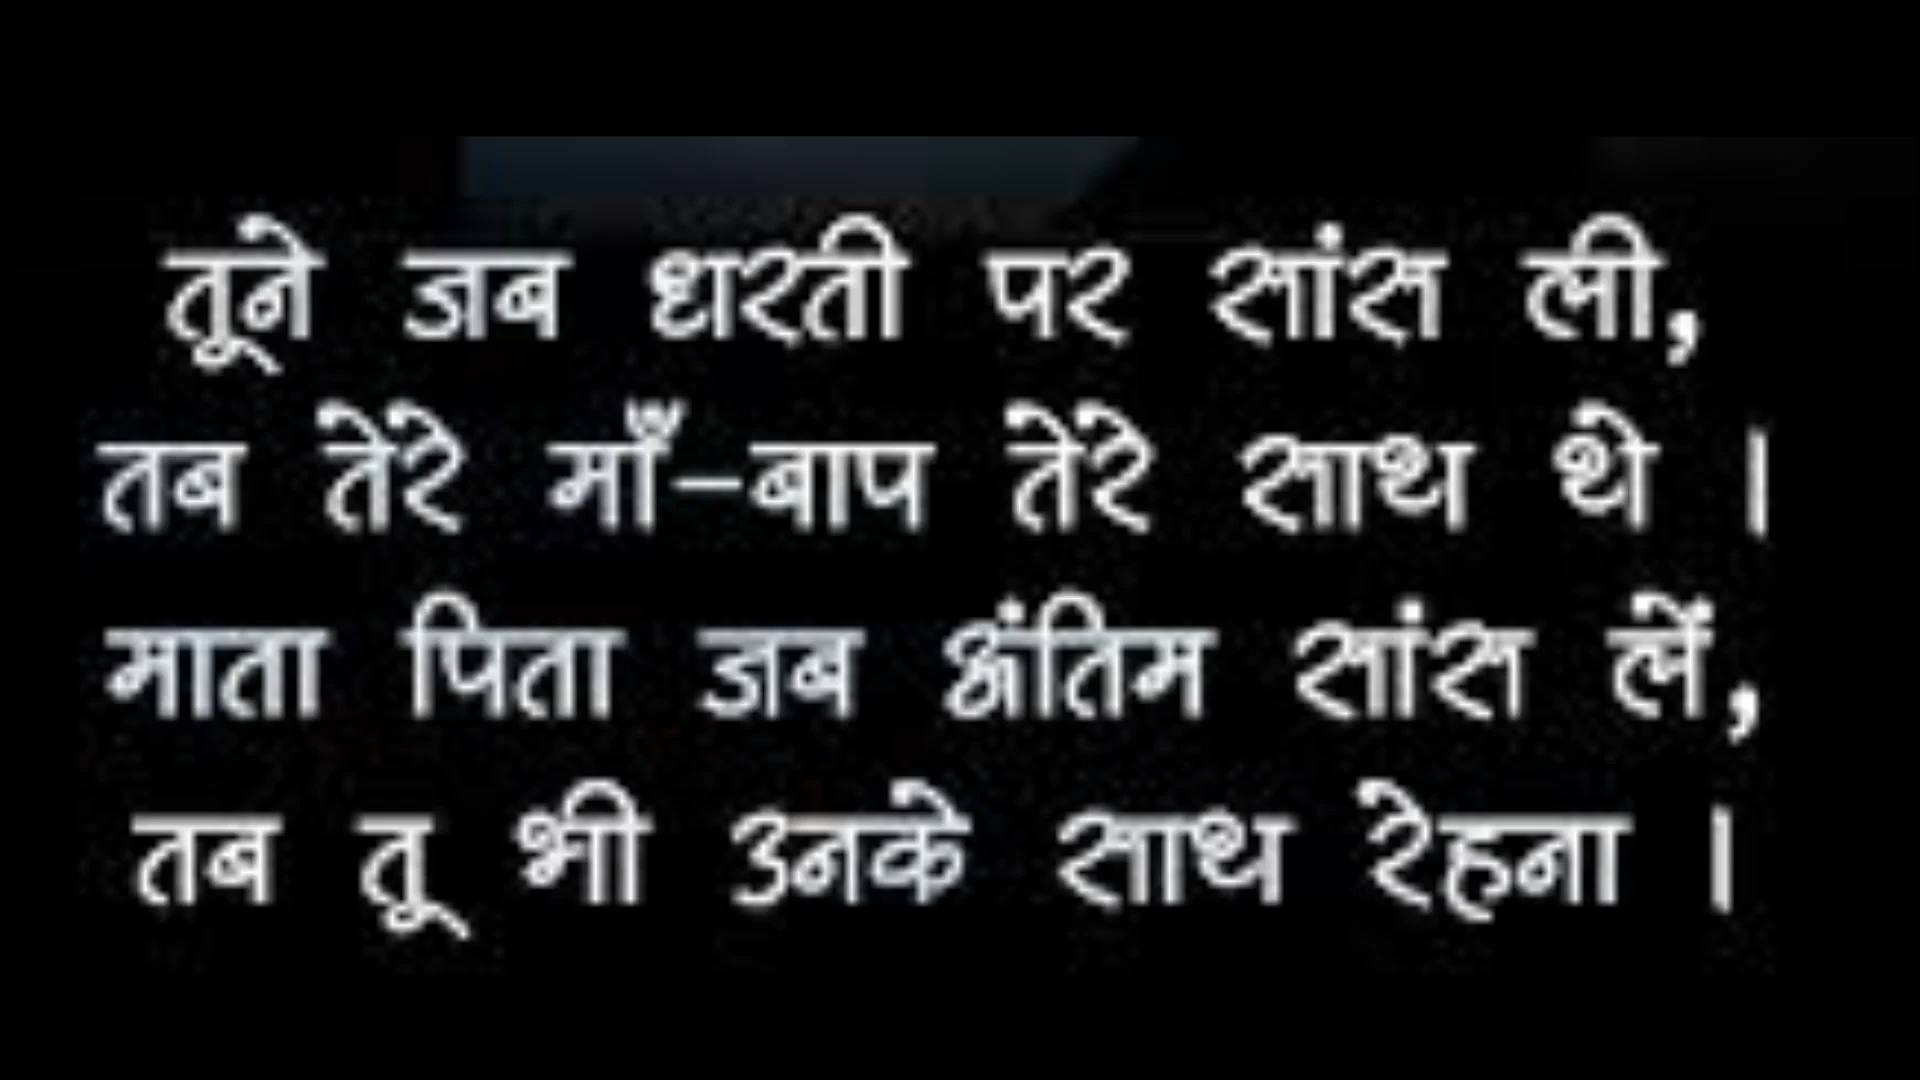 तूने जब धरती पर सांस ली,
तब तेरे माँ-बाप तेरे साथ थे ।
माता पिता जब अंतिम सांस लें,
तब तू भी उनके साथ रेहना ।